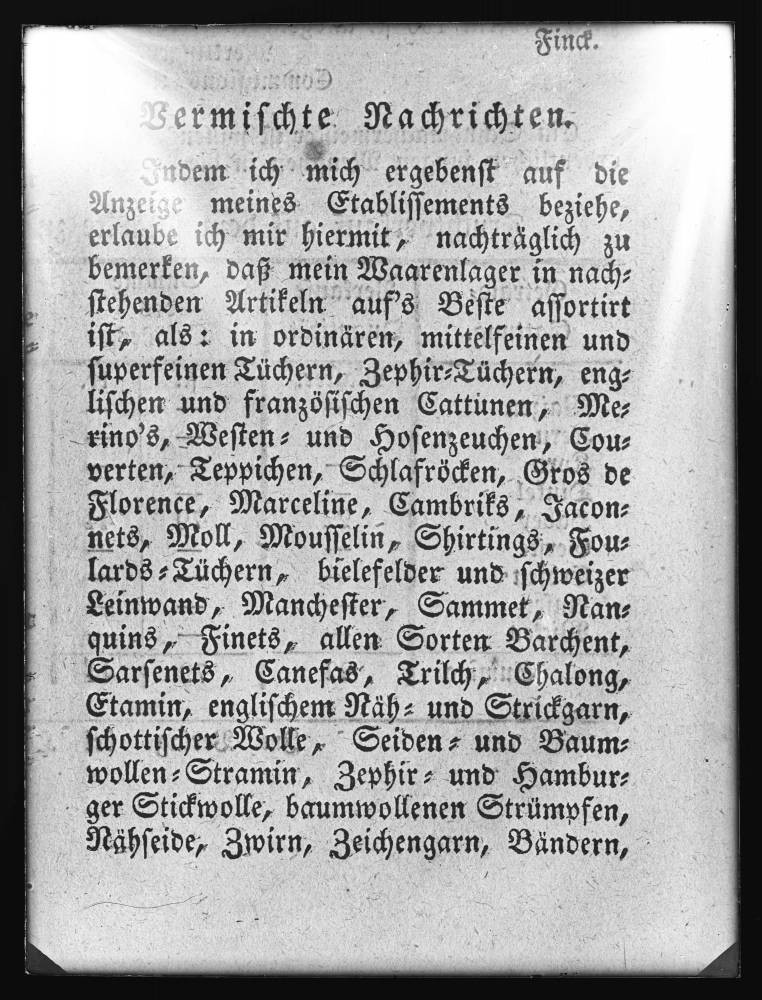 Finck.
Vermischte Nachrichten.
Indem ich mich ergebenst auf die
Anzeige meines Etablissements beziehe,
erlaube ich mir hiermit, nachträglich zu
bemerken, daß mein Waarenlager in nach-
stehenden Artikeln auf's Beste assortirt
ist, als: in ordinären, mittelfeinen und
superfeinen Tüchern, Zephir-Tüchern, eng-
lischen und französischen Cattunen, Me-
rino's, Westen- und Hosenzeuchen, Cou-
verten, Teppichen, Schlafröcken, Gros de
Florence, Marceline, Cambriks, Jacon-
nets, Moll, Mousselin, Shirtings, Fou-
lards-Tüchern, bielefelder und schweizer
Leinwand, Manchester, Sammet, Nan-
quins, Finets, allen Sorten Barchent,
Sarsenets, Canefas, Trilch, Chalong,
Etamin, englischem Näh- und Strickgarn,
schottischer Wolle, Seiden- und Baum-
wollen-Stramin, Zephir- und Hambur-
ger Stickwolle, baumwollenen Strümpfen,
Nähseide, Zwirn, Zeichengarn, Bändern,